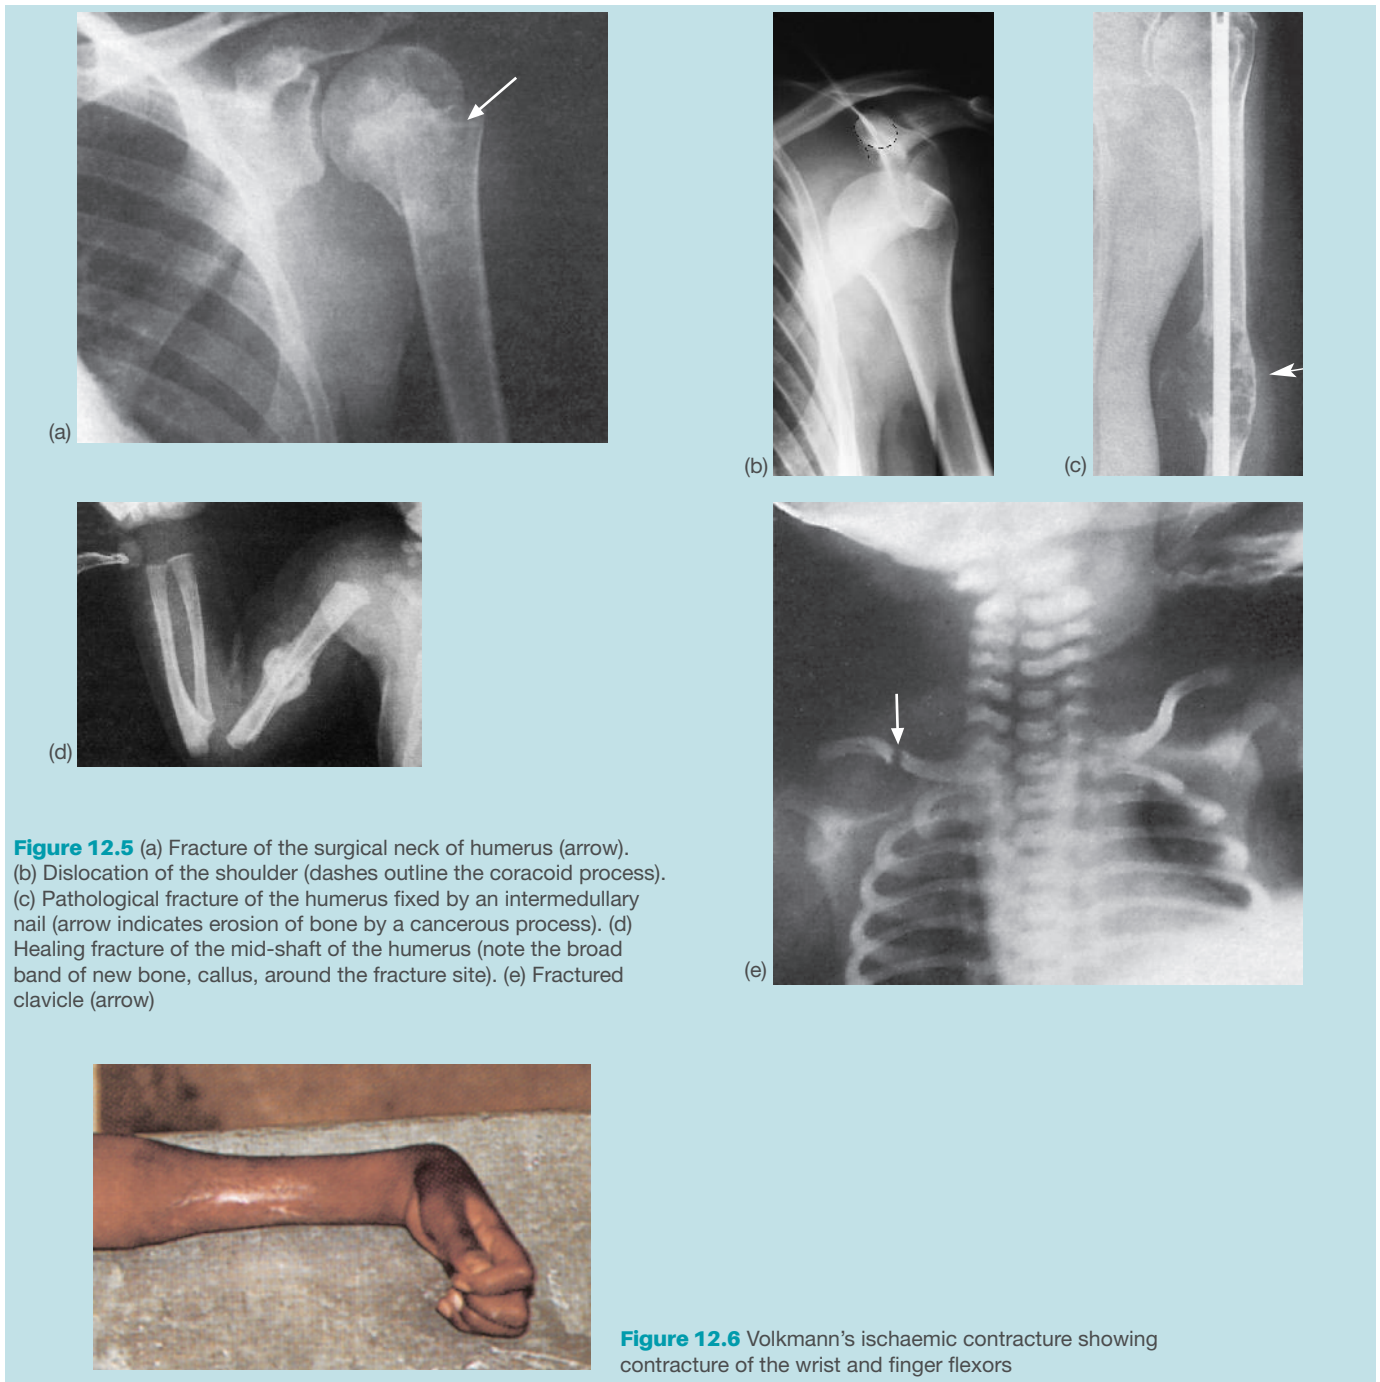 (a)
(b)
(c)
(d)
(e)
Figure 12.5 (a) Fracture of the surgical neck of humerus (arrow).
(b) Dislocation of the shoulder (dashes outline the coracoid process).
(c) Pathological fracture of the humerus fixed by an intermedullary
nail (arrow indicates erosion of bone by a cancerous process). (d)
Healing fracture of the mid-shaft of the humerus (note the broad
band of new bone, callus, around the fracture site). (e) Fractured
clavicle (arrow)
Figure 12.6 Volkmann's ischaemic contracture showing
contracture of the wrist and finger flexors